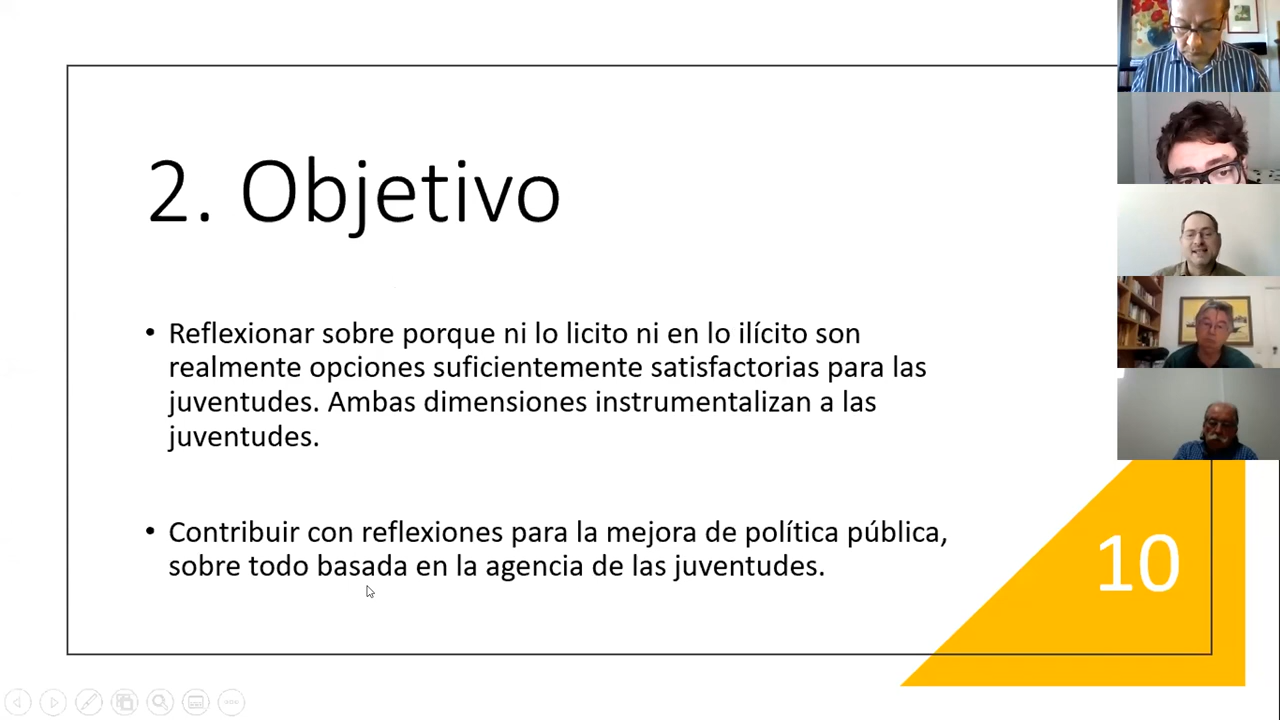 2. Objetivo
• Reflexionar sobre porque ni lo licito ni en lo ilícito son
realmente opciones suficientemente satisfactorias para las
juventudes. Ambas dimensiones instrumentalizan a las
juventudes.
• Contribuir con reflexiones para la mejora de política pública,
sobre todo basada en la agencia de las juventudes.
10